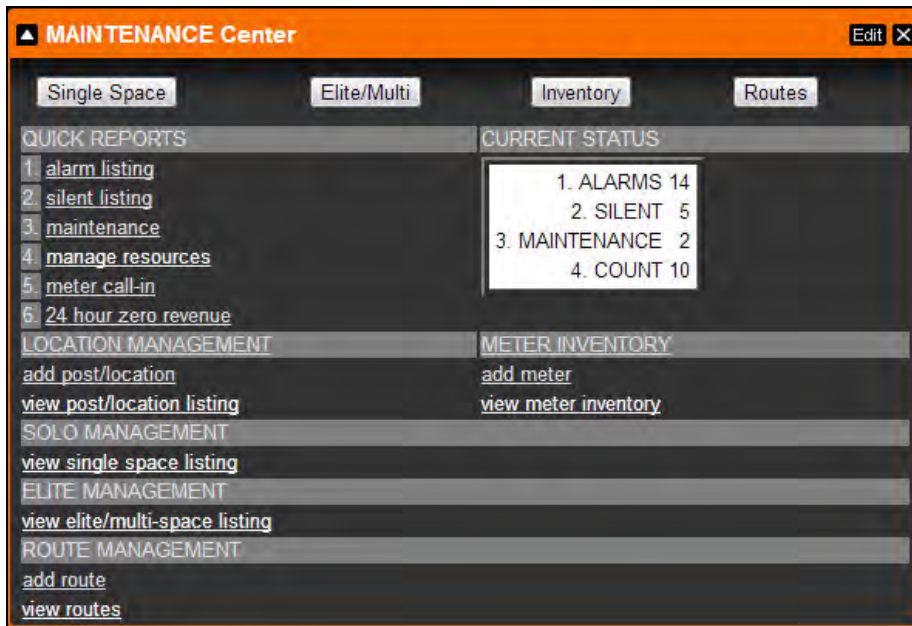 MAINTENANCE Center
Edit
Single Space
Elite/Multi
Inventory
Routes
QUICK REPORTS
1. alarm listing
2. silent listing
3. maintenance
4. manage resources
5. meter call-in
6. 24 hour zero revenue
CURRENT STATUS
1. ALARMS 14
2. SILENT 5
3. MAINTENANCE 2
4. COUNT 10
LOCATION MANAGEMENT
add post/location
view post/location listing
METER INVENTORY
add meter
view meter inventory
SOLO MANAGEMENT
view single space listing
ELITE MANAGEMENT
view elite/multi-space listing
ROUTE MANAGEMENT
add route
view routes